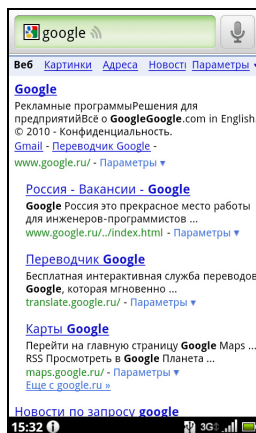 google
Веб Картинки Адреса Новости Параметры
Google
Рекламные программыРешения для
предприятийВсё о GoogleGoogle.com in English
© 2010 - Конфиденциальность.
Gmail - Переводчик Google -
www.google.ru/ - Параметры ▾
Россия - Вакансии - Google
Google Россия это прекрасное место работы
для инженеров-программистов ...
www.google.ru/../index.html - Параметры ▾
Переводчик Google
Бесплатная интерактивная служба переводов
Google, которая мгновенно ...
translate.google.ru/ - Параметры ▾
Карты Google
Перейти на главную страницу Google Maps ...
RSS Просмотреть в Google Планета ...
maps.google.ru/ - Параметры ▾
Еще с google.ru »
Новости по запросу google
15:32 3G